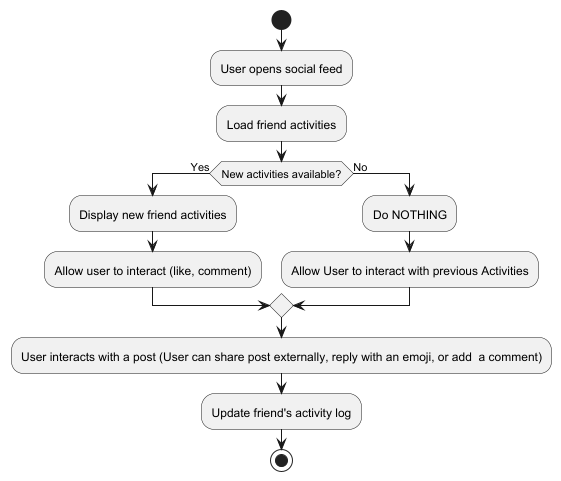 User opens social feed
Load friend activities
Yes
New activities available?
No
Display new friend activities
Do NOTHING
Allow user to interact (like, comment)
Allow User to interact with previous Activities
User interacts with a post (User can share post externally, reply with an emoji, or add  a comment)
Update friend's activity log